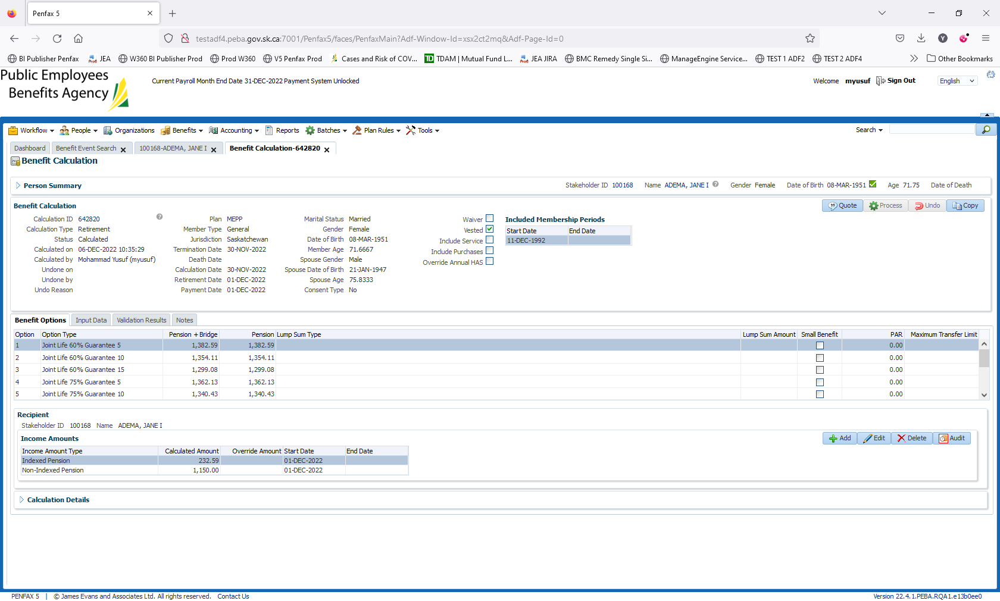 Penfax 5
testadf4.peba.gov.sk.ca:7001/Penfax5/faces/PenfaxMain?Adf-Window-Id=xsx2ct2mq&Adf-Page-Id=0
BI Publisher Penfax JEA W360 BI Publisher Prod Prod W360 V5 Penfax Prod Cases and Risk of COV... TDAM | Mutual Fund L... JEA JIRA BMC Remedy Single Si... ManageEngine Service... TEST 1 ADF2 TEST 2 ADF4 Other Bookmarks
Public Employees
Benefits Agency
Current Payroll Month End Date 31-DEC-2022 Payment System Unlocked
Welcome myusuf Sign Out English
Workflow People Organizations Benefits Accounting Reports Batches Plan Rules Tools Search
Dashboard Benefit Event Search 100168-ADEMA, JANE I Benefit Calculation-642820
Benefit Calculation
Person Summary Stakeholder ID 100168 Name ADEMA, JANE I Gender Female Date of Birth 08-MAR-1951 Age 71.75 Date of Death
Benefit Calculation Quote Process Undo Copy
Calculation ID 642820 Plan MEPP Marital Status Married Waiver Included Membership Periods
Calculation Type Retirement Member Type General Gender Female Vested Start Date End Date
Status Calculated Jurisdiction Saskatchewan Date of Birth 08-MAR-1951 Include Service 11-DEC-1992
Calculated on 06-DEC-2022 10:35:29 Termination Date 30-NOV-2022 Member Age 71.6667 Include Purchases
Calculated by Mohammad Yusuf (myusuf) Death Date Spouse Gender Male Override Annual HAS
Undone on Calculation Date 30-NOV-2022 Spouse Date of Birth 21-JAN-1947
Undone by Retirement Date 01-DEC-2022 Spouse Age 75.8333
Undo Reason Payment Date 01-DEC-2022 Consent Type No
Benefit Options Input Data Validation Results Notes
Option Option Type Pension + Bridge Pension Lump Sum Type Lump Sum Amount Small Benefit PAR Maximum Transfer Limit
1 Joint Life 60% Guarantee 5 1,382.59 1,382.59 0.00
2 Joint Life 60% Guarantee 10 1,354.11 1,354.11 0.00
3 Joint Life 60% Guarantee 15 1,299.08 1,299.08 0.00
4 Joint Life 75% Guarantee 5 1,362.13 1,362.13 0.00
5 Joint Life 75% Guarantee 10 1,340.43 1,340.43 0.00
Recipient
Stakeholder ID 100168 Name ADEMA, JANE I
Income Amounts Add Edit Delete Audit
Income Amount Type Calculated Amount Override Amount Start Date End Date
Indexed Pension 232.59 01-DEC-2022
Non-Indexed Pension 1,150.00 01-DEC-2022
Calculation Details
PENFAX 5 | © James Evans and Associates Ltd. All rights reserved. Contact Us Version 22.4.1.PEBA.RQA1.e13b0ee0